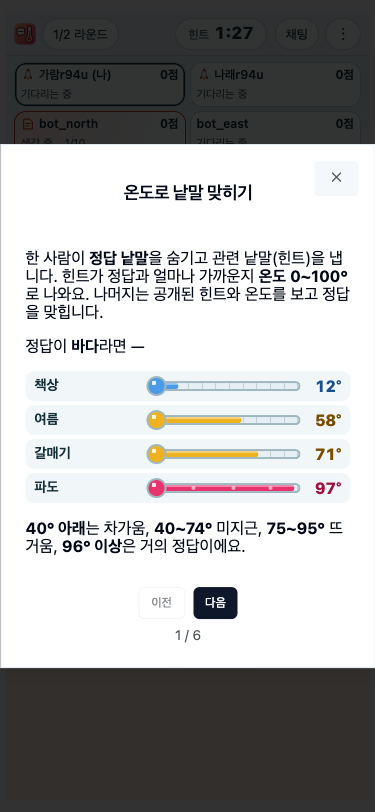 1/2 라운드
힌트 1:27
채팅
가람r94u (나) 0점
기다리는 중
나래r94u 0점
기다리는 중
bot_north 0점
bot_east 0점
온도로 낱말 맞히기
한 사람이 정답 낱말을 숨기고 관련 낱말(힌트)을 냅
니다. 힌트가 정답과 얼마나 가까운지 온도 0~100°
로 나와요. 나머지는 공개된 힌트와 온도를 보고 정답
을 맞힙니다.
정답이 바다라면 —
책상 12°
여름 58°
갈매기 71°
파도 97°
40° 아래는 차가움, 40~74° 미지근, 75~95° 뜨
거움, 96° 이상은 거의 정답이에요.
이전
다음
1 / 6